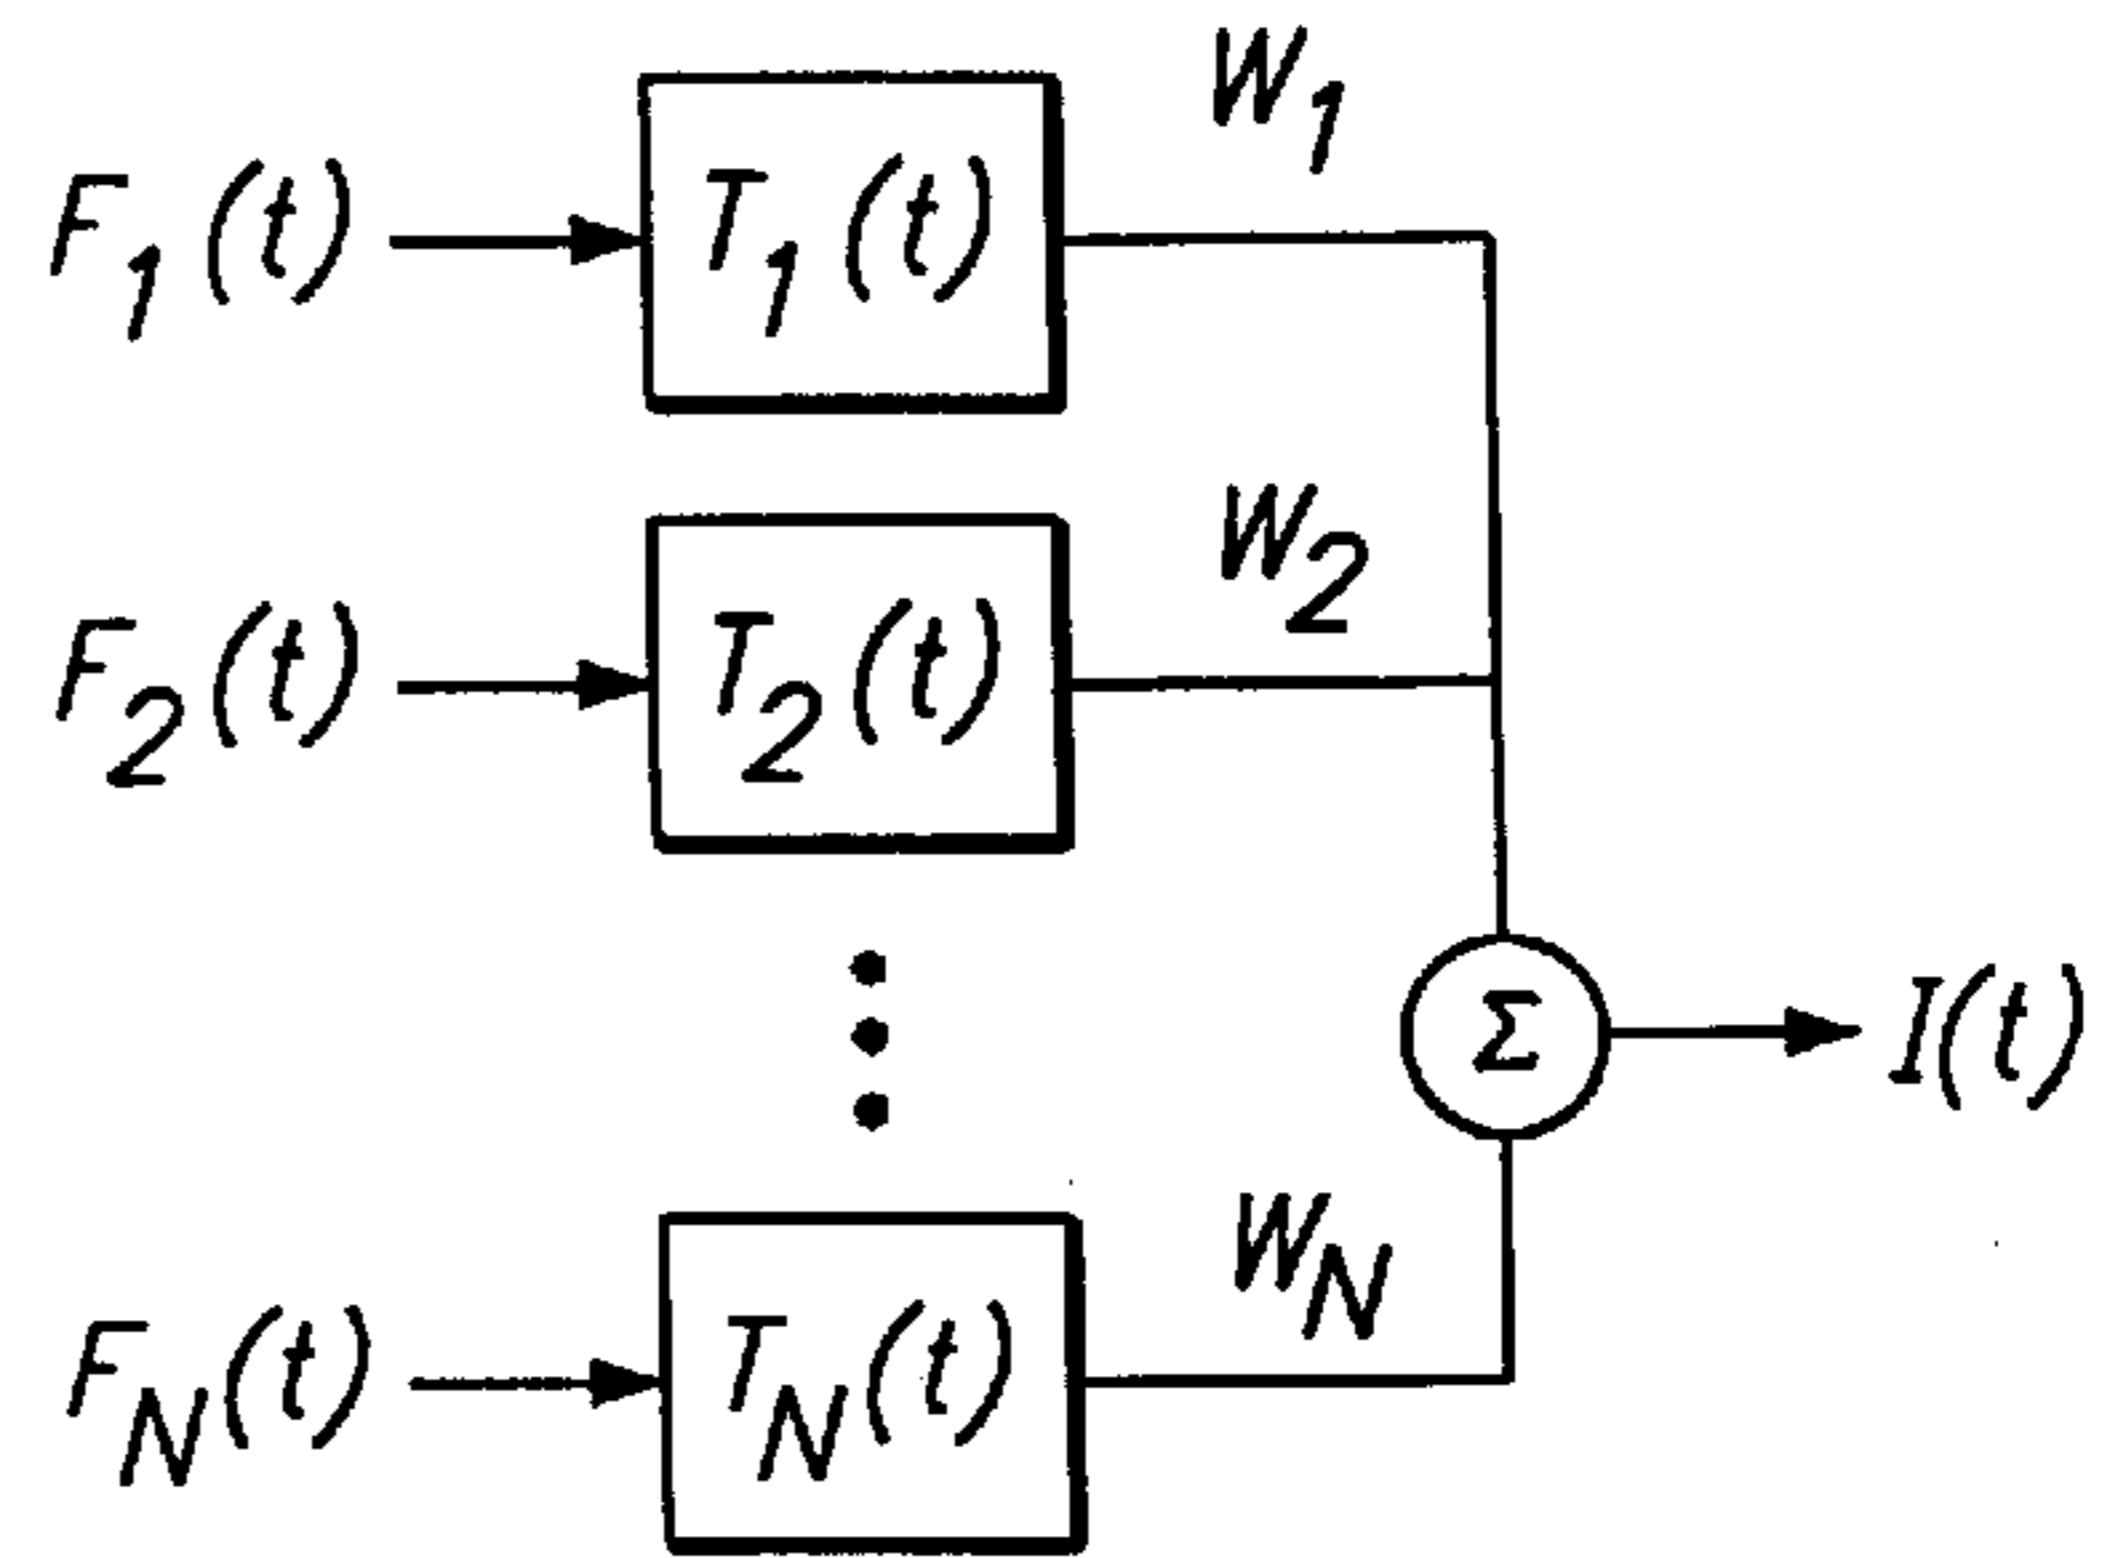 W1
F1(t) T1(t)
W2
F2(t) T2(t)
Σ I(t)
WN
FN(t) TN(t)